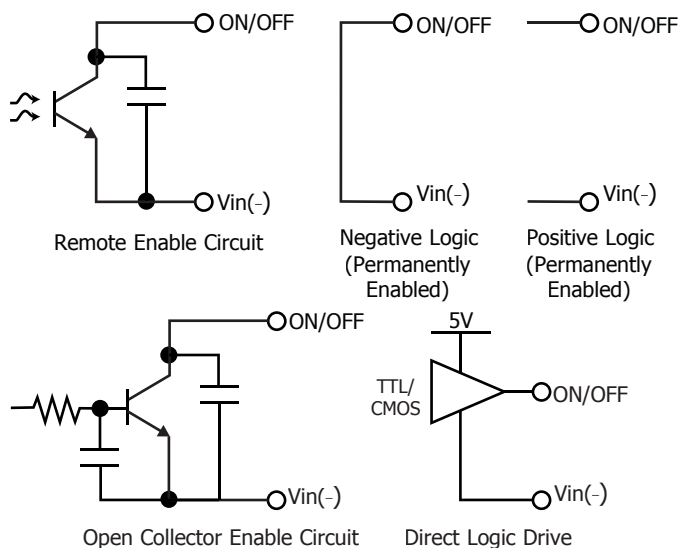 ON/OFF
Vin(-)
Remote Enable Circuit
ON/OFF
Vin(-)
Negative Logic
(Permanently
Enabled)
ON/OFF
Vin(-)
Positive Logic
(Permanently
Enabled)
ON/OFF
Vin(-)
Open Collector Enable Circuit
5V
TTL/
CMOS
ON/OFF
Vin(-)
Direct Logic Drive